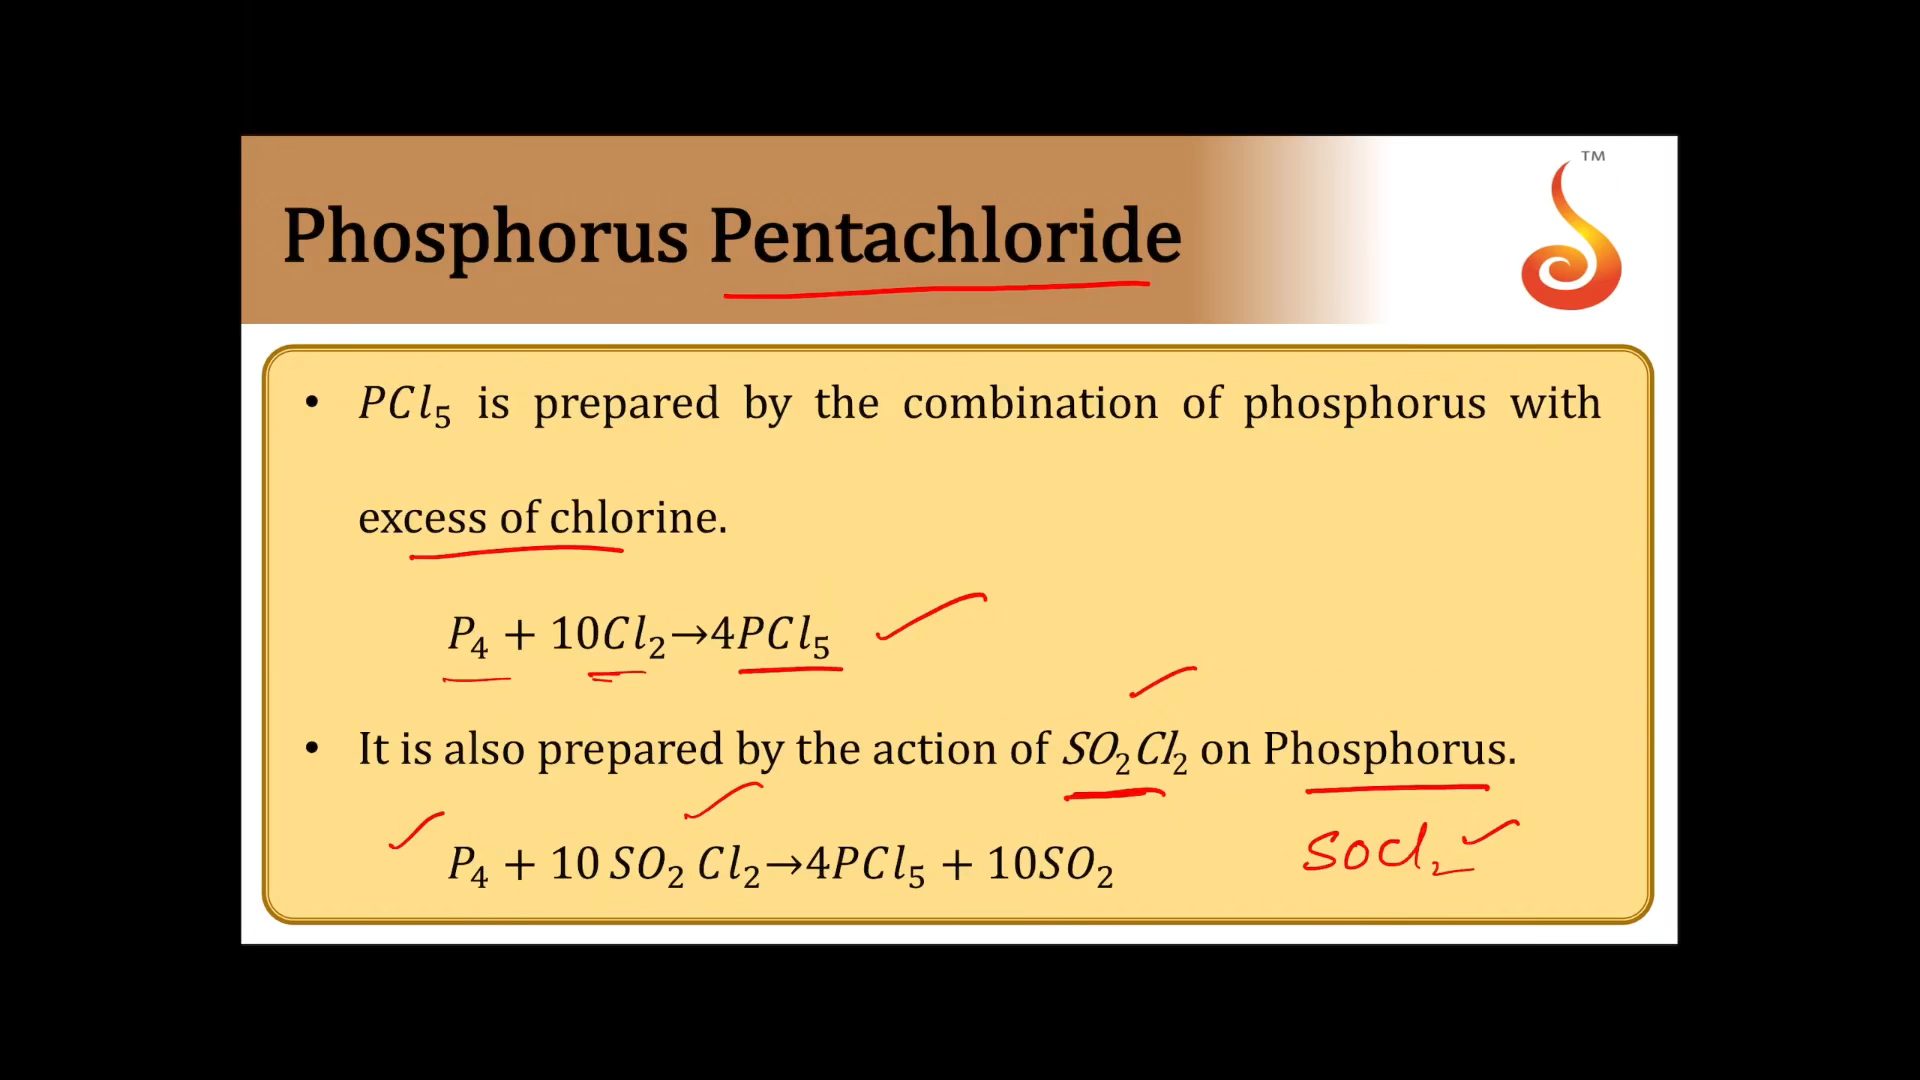 TM
Phosphorus Pentachloride
• PCl₅ is prepared by the combination of phosphorus with
excess of chlorine.
P₄ + 10Cl₂→4PCl₅
• It is also prepared by the action of SO₂Cl₂ on Phosphorus.
P₄ + 10 SO₂ Cl₂→4PCl₅ + 10SO₂
SOCl₂